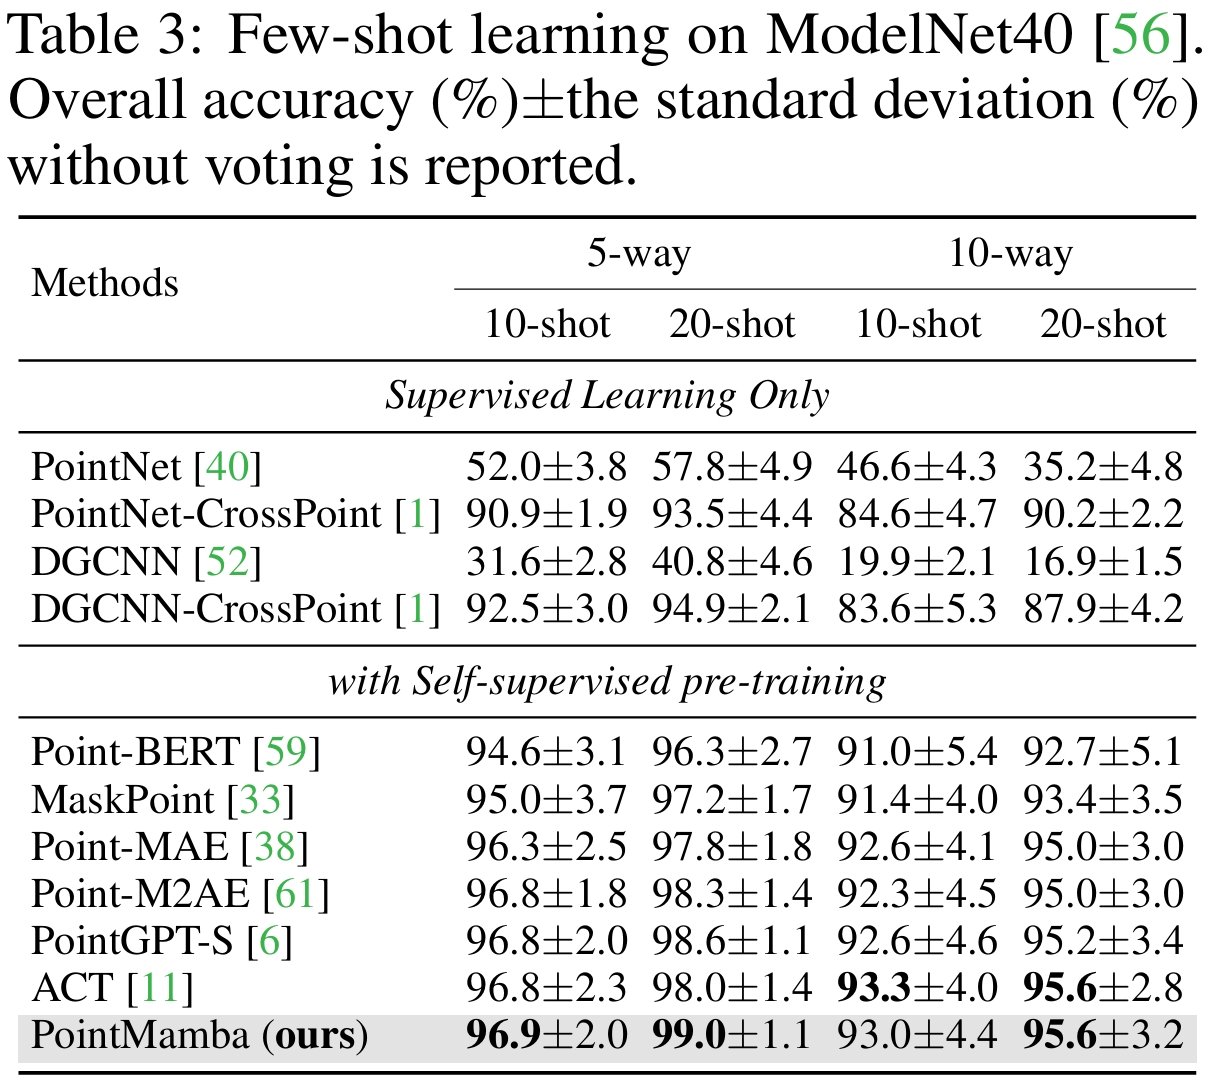 Table 3: Few-shot learning on ModelNet40 [56].
Overall accuracy (%)±the standard deviation (%)
without voting is reported.
Methods 5-way 10-way
10-shot 20-shot 10-shot 20-shot
Supervised Learning Only
PointNet [40] 52.0±3.8 57.8±4.9 46.6±4.3 35.2±4.8
PointNet-CrossPoint [1] 90.9±1.9 93.5±4.4 84.6±4.7 90.2±2.2
DGCNN [52] 31.6±2.8 40.8±4.6 19.9±2.1 16.9±1.5
DGCNN-CrossPoint [1] 92.5±3.0 94.9±2.1 83.6±5.3 87.9±4.2
with Self-supervised pre-training
Point-BERT [59] 94.6±3.1 96.3±2.7 91.0±5.4 92.7±5.1
MaskPoint [33] 95.0±3.7 97.2±1.7 91.4±4.0 93.4±3.5
Point-MAE [38] 96.3±2.5 97.8±1.8 92.6±4.1 95.0±3.0
Point-M2AE [61] 96.8±1.8 98.3±1.4 92.3±4.5 95.0±3.0
PointGPT-S [6] 96.8±2.0 98.6±1.1 92.6±4.6 95.2±3.4
ACT [11] 96.8±2.3 98.0±1.4 93.3±4.0 95.6±2.8
PointMamba (ours) 96.9±2.0 99.0±1.1 93.0±4.4 95.6±3.2